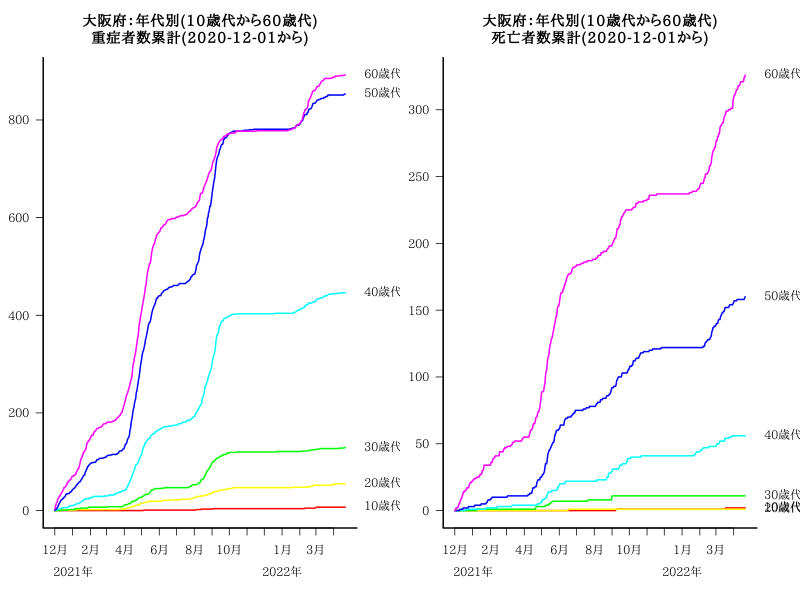 大阪府：年代別(10歳代から60歳代)
重症者数累計(2020-12-01から)
800
600
400
200
0
60歳代
50歳代
40歳代
30歳代
20歳代
10歳代
12月 2月 4月 6月 8月 10月 1月 3月
2021年 2022年
大阪府：年代別(10歳代から60歳代)
死亡者数累計(2020-12-01から)
300
250
200
150
100
50
0
60歳代
50歳代
40歳代
30歳代
12月 2月 4月 6月 8月 10月 1月 3月
2021年 2022年